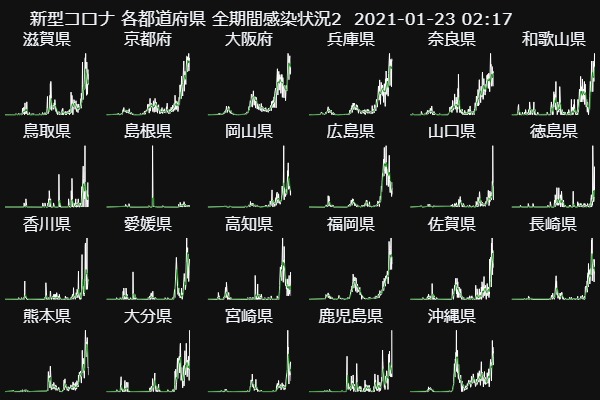 新型コロナ 各都道府県 全期間感染状況2 2021-01-23 02:17
滋賀県 京都府 大阪府 兵庫県 奈良県 和歌山県
鳥取県 島根県 岡山県 広島県 山口県 徳島県
香川県 愛媛県 高知県 福岡県 佐賀県 長崎県
熊本県 大分県 宮崎県 鹿児島県 沖縄県